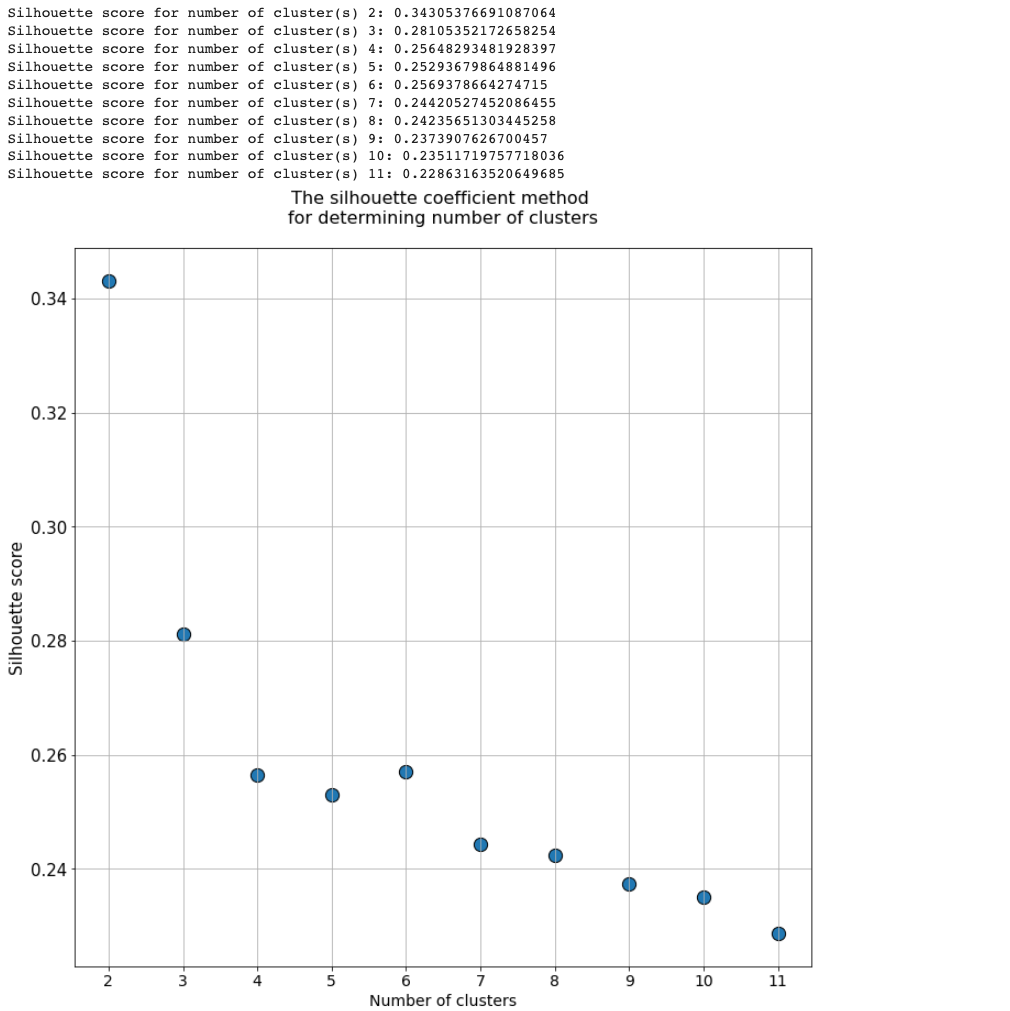 Silhouette score for number of cluster(s) 2: 0.34305376691087064
Silhouette score for number of cluster(s) 3: 0.28105352172658254
Silhouette score for number of cluster(s) 4: 0.25648293481928397
Silhouette score for number of cluster(s) 5: 0.25293679864881496
Silhouette score for number of cluster(s) 6: 0.2569378664274715
Silhouette score for number of cluster(s) 7: 0.24420527452086455
Silhouette score for number of cluster(s) 8: 0.24235651303445258
Silhouette score for number of cluster(s) 9: 0.2373907626700457
Silhouette score for number of cluster(s) 10: 0.23511719757718036
Silhouette score for number of cluster(s) 11: 0.22863163520649685
The silhouette coefficient method
for determining number of clusters
0.34
0.32
0.30
0.28
0.26
0.24
Silhouette score
2 3 4 5 6 7 8 9 10 11
Number of clusters